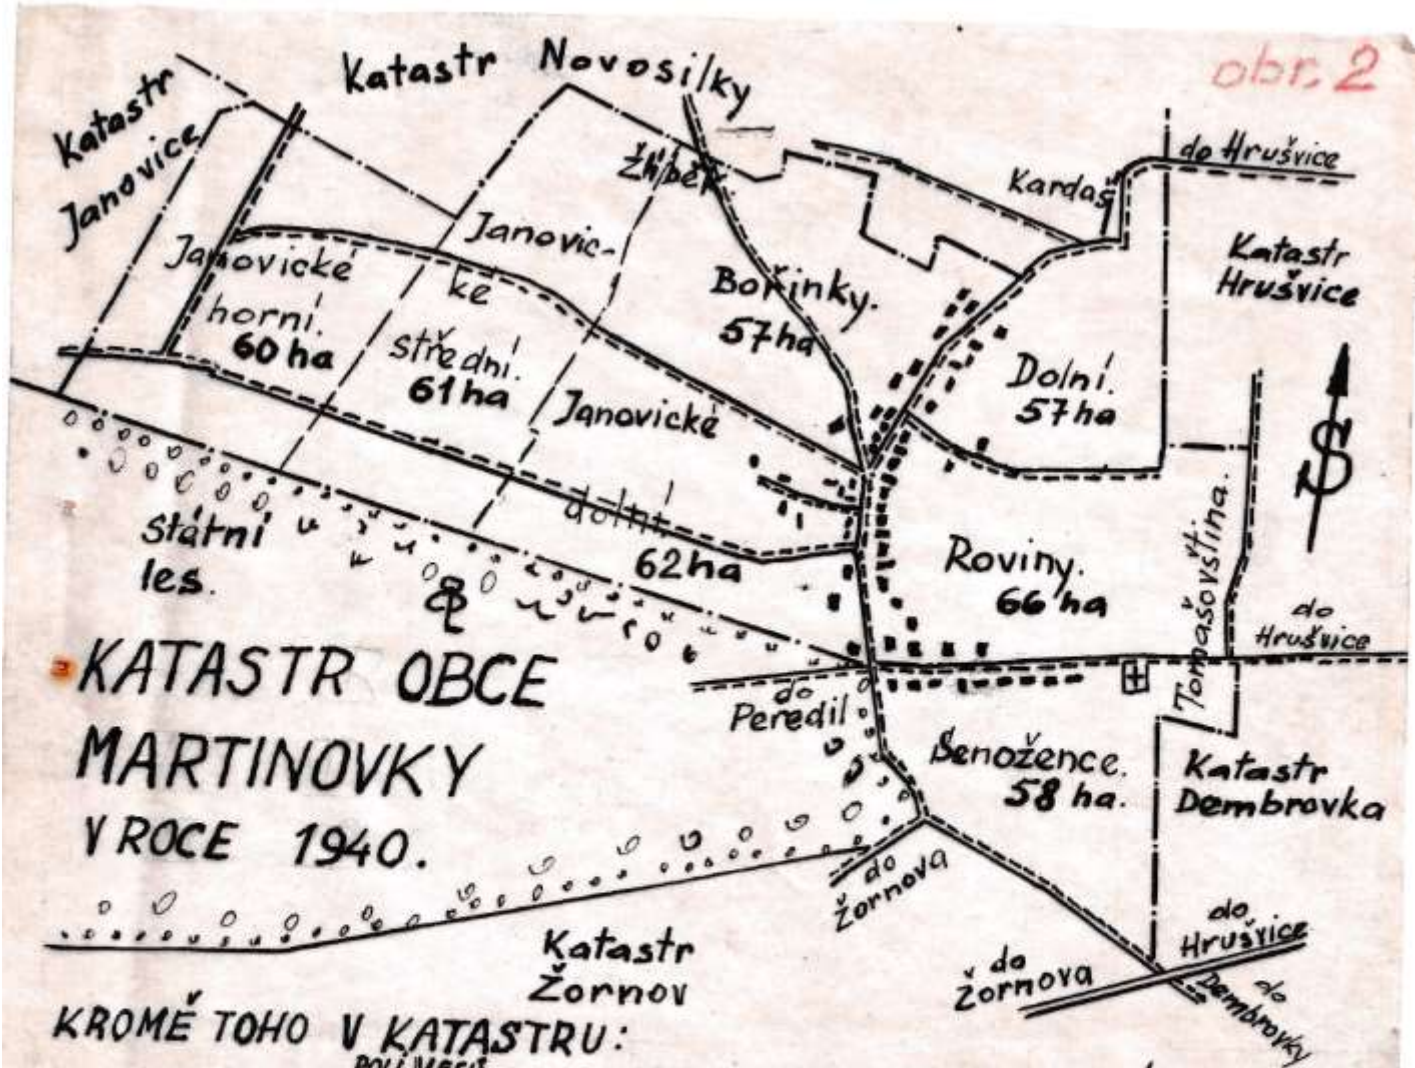 obr. 2
Katastr Novosilky
Katastr
Janovice
Žhiběk
Kardaš
do Hrušvice
Katastr
Hrušvice
Janovické
horní.
60 ha
Janovic-
ké
střední.
61 ha
Bořinky.
57 ha
Dolní.
57 ha
Janovické
dolní
62 ha
Státní
les.
Roviny.
66 ha
Tomašovština.
do
Hrušvice
KATASTR OBCE
MARTINOVKY
V ROCE 1940.
do
Peredil
Senožence.
58 ha.
Katastr
Dembrovka
do
Žornova
Katastr
Žornov
do
Žornova
do
Hrušvice
do
Dembrovky
S
KROMĚ TOHO V KATASTRU: